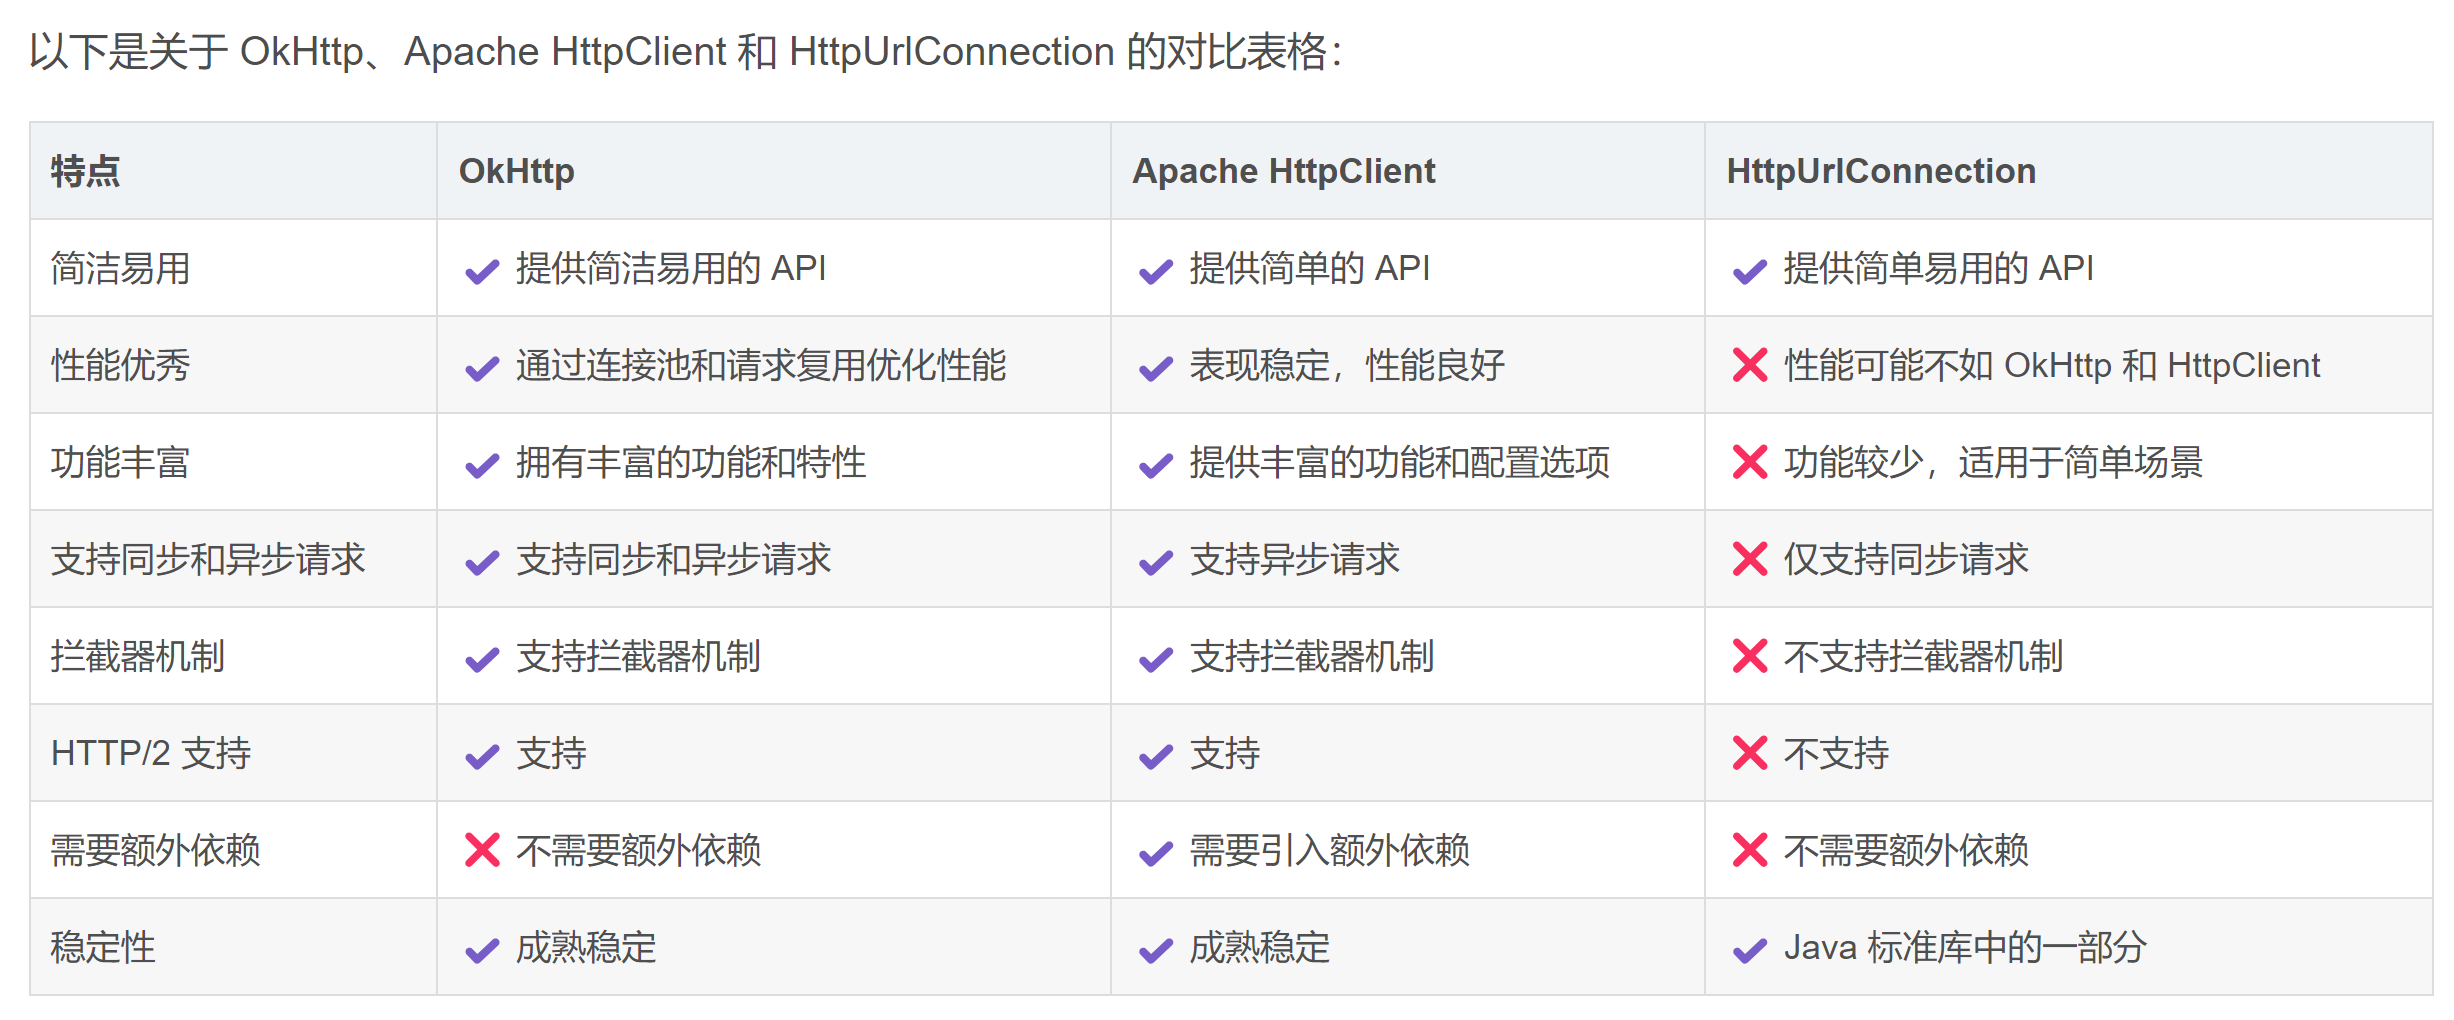 以下是关于 OkHttp、Apache HttpClient 和 HttpUrlConnection 的对比表格：
特点 OkHttp Apache HttpClient HttpUrlConnection
简洁易用 ✔ 提供简洁易用的 API ✔ 提供简单的 API ✔ 提供简单易用的 API
性能优秀 ✔ 通过连接池和请求复用优化性能 ✔ 表现稳定，性能良好 ❌ 性能可能不如 OkHttp 和 HttpClient
功能丰富 ✔ 拥有丰富的功能和特性 ✔ 提供丰富的功能和配置选项 ❌ 功能较少，适用于简单场景
支持同步和异步请求 ✔ 支持同步和异步请求 ✔ 支持异步请求 ❌ 仅支持同步请求
拦截器机制 ✔ 支持拦截器机制 ✔ 支持拦截器机制 ❌ 不支持拦截器机制
HTTP/2 支持 ✔ 支持 ✔ 支持 ❌ 不支持
需要额外依赖 ❌ 不需要额外依赖 ✔ 需要引入额外依赖 ❌ 不需要额外依赖
稳定性 ✔ 成熟稳定 ✔ 成熟稳定 ✔ Java 标准库中的一部分